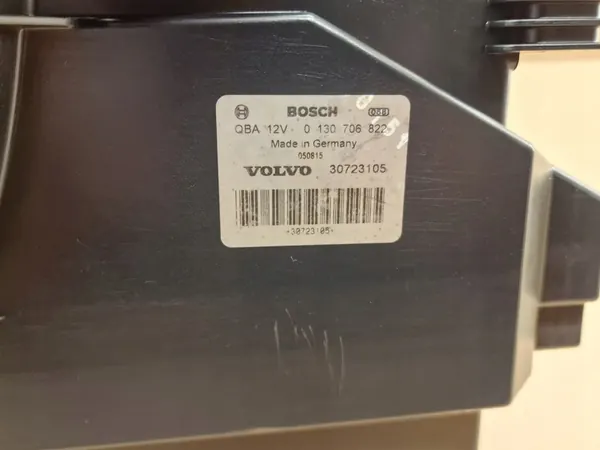 BOSCH
QBA 12V- 0 130 706 822
Made in Germany
050815
VOLVO 30723105
*30723105*